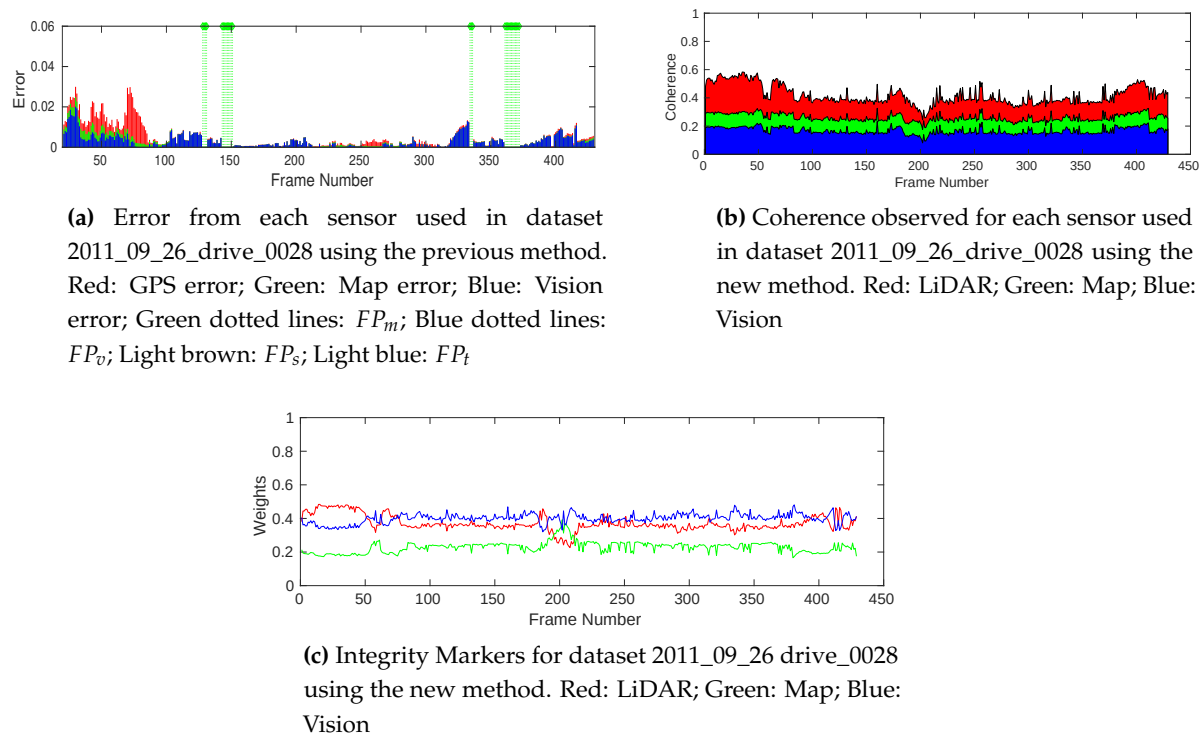 0.06
0.04
0.02
0
Error
50 100 150 200 250 300 350 400
Frame Number
1
0.8
0.6
0.4
0.2
0
Coherence
0 50 100 150 200 250 300 350 400 450
Frame Number
(a) Error from each sensor used in dataset
2011_09_26_drive_0028 using the previous method.
Red: GPS error; Green: Map error; Blue: Vision
error; Green dotted lines: FPm; Blue dotted lines:
FPv; Light brown: FPs; Light blue: FPt
(b) Coherence observed for each sensor used
in dataset 2011_09_26_drive_0028 using the
new method. Red: LiDAR; Green: Map; Blue:
Vision
1
0.8
0.6
0.4
0.2
0
Weights
0 50 100 150 200 250 300 350 400 450
Frame Number
(c) Integrity Markers for dataset 2011_09_26 drive_0028
using the new method. Red: LiDAR; Green: Map; Blue:
Vision